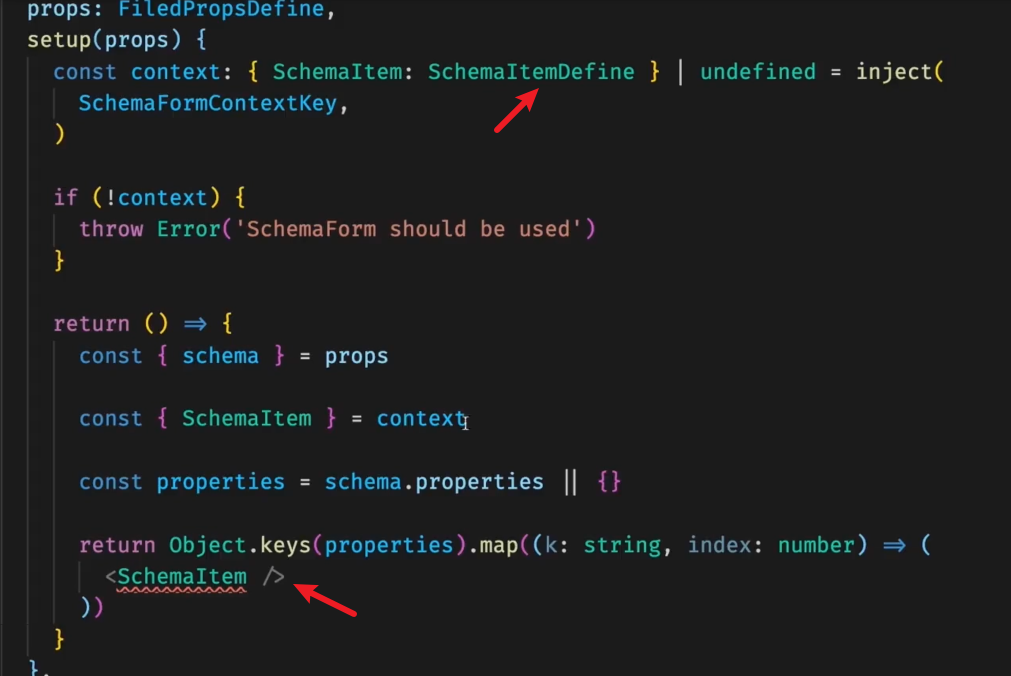 props: FiledPropsDefine,
setup(props) {
const context: { SchemaItem: SchemaItemDefine } | undefined = inject(
SchemaFormContextKey,
)
if (!context) {
throw Error('SchemaForm should be used')
}
return () => {
const { schema } = props
const { SchemaItem } = context
const properties = schema.properties || {}
return Object.keys(properties).map((k: string, index: number) => (
<SchemaItem />
))
}
},